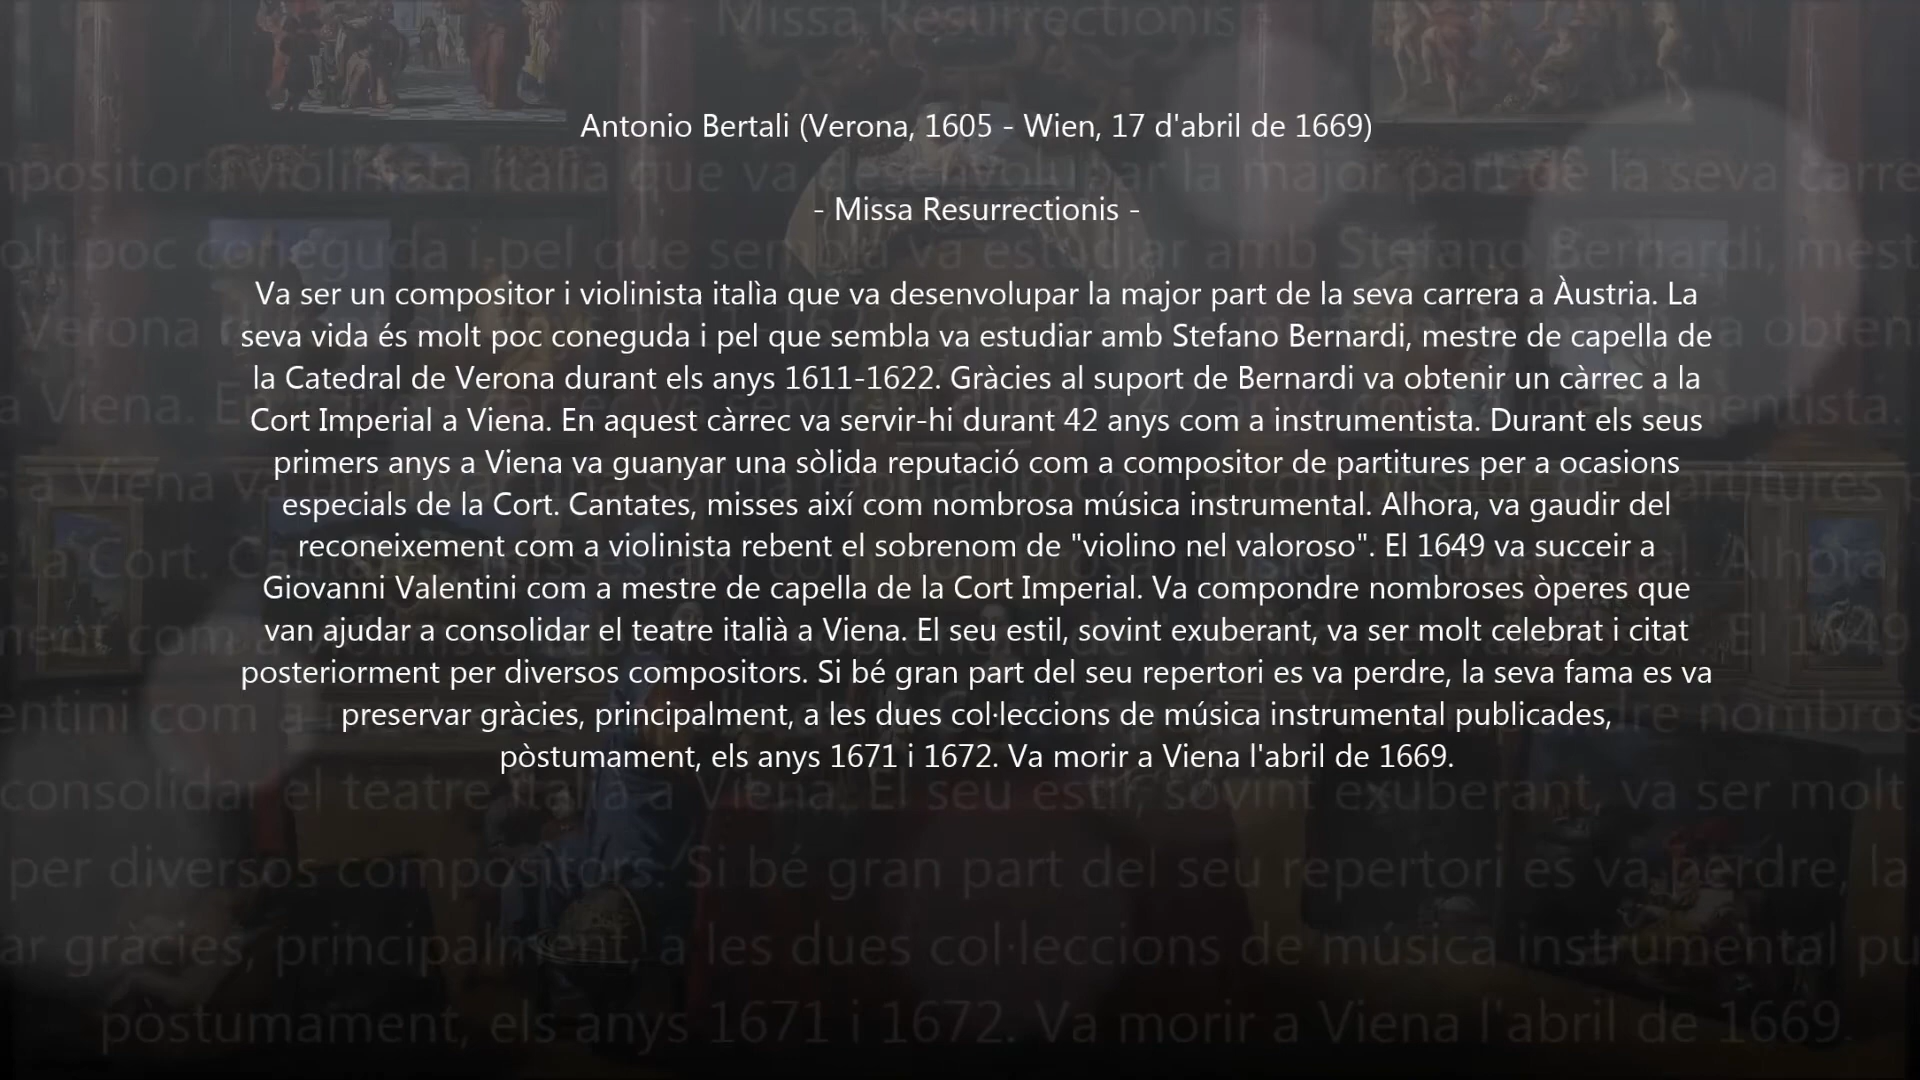 Antonio Bertali (Verona, 1605 - Wien, 17 d'abril de 1669)
- Missa Resurrectionis -
Va ser un compositor i violinista italìa que va desenvolupar la major part de la seva carrera a Àustria. La
seva vida és molt poc coneguda i pel que sembla va estudiar amb Stefano Bernardi, mestre de capella de
la Catedral de Verona durant els anys 1611-1622. Gràcies al suport de Bernardi va obtenir un càrrec a la
Cort Imperial a Viena. En aquest càrrec va servir-hi durant 42 anys com a instrumentista. Durant els seus
primers anys a Viena va guanyar una sòlida reputació com a compositor de partitures per a ocasions
especials de la Cort. Cantates, misses així com nombrosa música instrumental. Alhora, va gaudir del
reconeixement com a violinista rebent el sobrenom de "violino nel valoroso". El 1649 va succeir a
Giovanni Valentini com a mestre de capella de la Cort Imperial. Va compondre nombroses òperes que
van ajudar a consolidar el teatre italià a Viena. El seu estil, sovint exuberant, va ser molt celebrat i citat
posteriorment per diversos compositors. Si bé gran part del seu repertori es va perdre, la seva fama es va
preservar gràcies, principalment, a les dues col·leccions de música instrumental publicades,
pòstumament, els anys 1671 i 1672. Va morir a Viena l'abril de 1669.